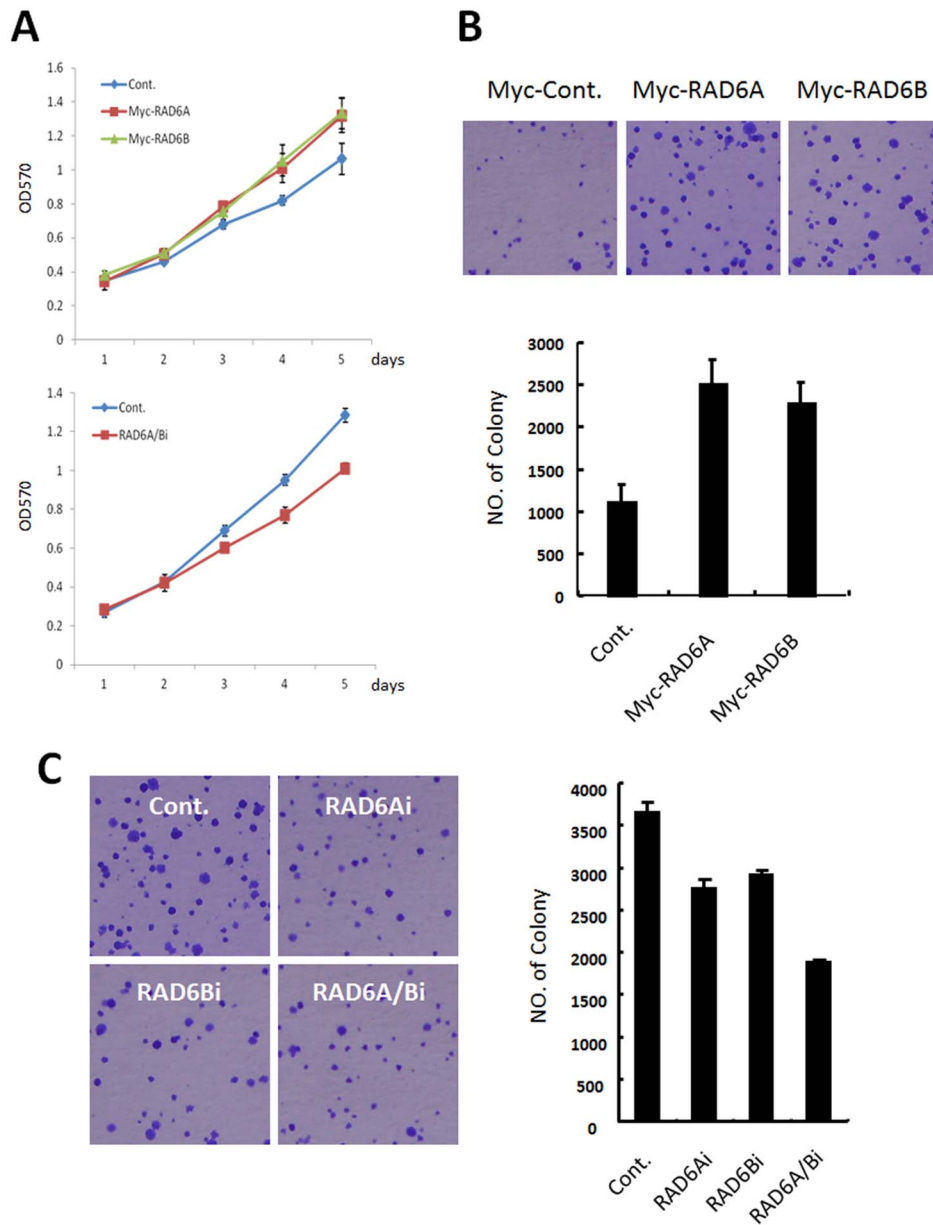 A
1.6
1.4
1.2
1
0.8
0.6
0.4
0.2
0
OD570
Cont.
Myc-RAD6A
Myc-RAD6B
1 2 3 4 5 days
1.4
1.2
1
0.8
0.6
0.4
0.2
0
OD570
Cont.
RAD6A/Bi
1 2 3 4 5 days
B
Myc-Cont. Myc-RAD6A Myc-RAD6B
3000
2500
2000
1500
1000
500
0
NO. of Colony
Cont.
Myc-RAD6A
Myc-RAD6B
C
Cont. RAD6Ai
RAD6Bi RAD6A/Bi
4000
3500
3000
2500
2000
1500
1000
500
0
NO. of Colony
Cont.
RAD6Ai
RAD6Bi
RAD6A/Bi